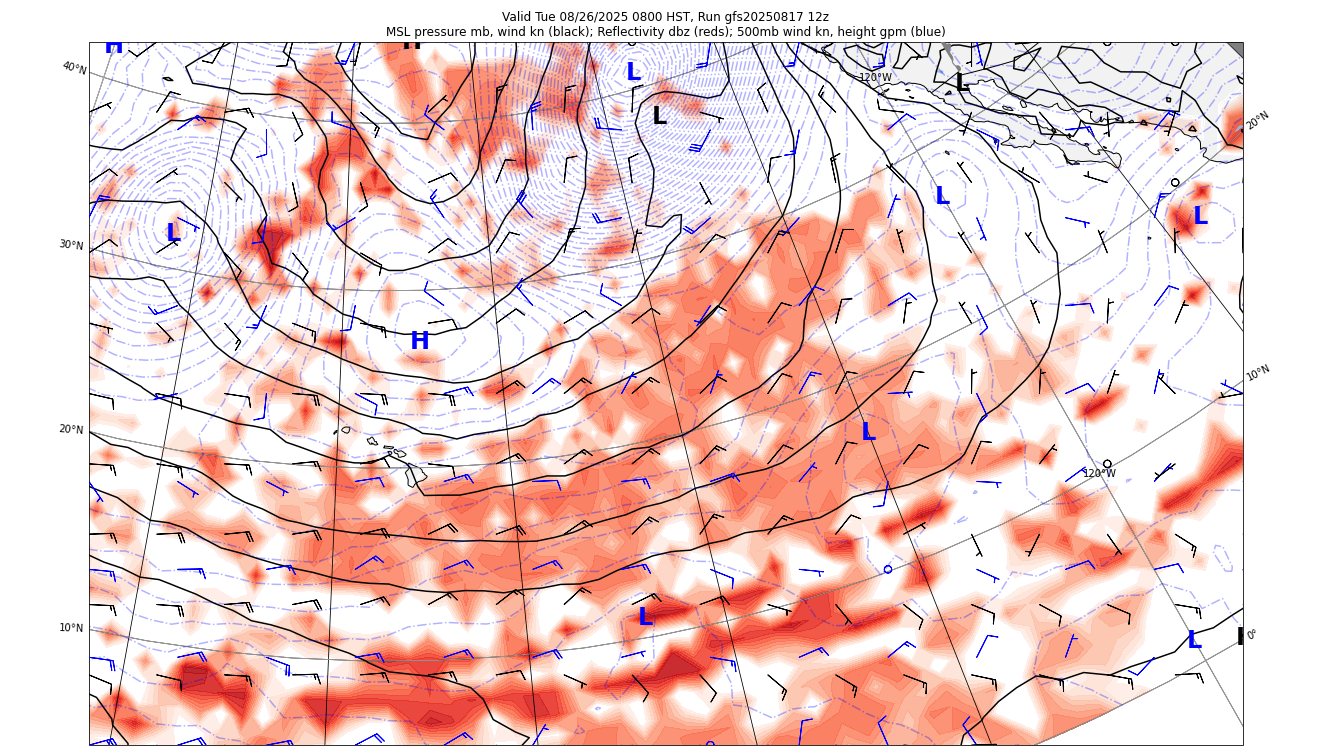 Valid Tue 08/26/2025 0800 HST, Run gfs20250817 12z
MSL pressure mb, wind kn (black); Reflectivity dbz (reds); 500mb wind kn, height gpm (blue)
H
H
L
40°N
120°W
L
L
20°N
L
L
L
30°N
H
10°N
20°N
L
120°W
L
10°N
L
0°